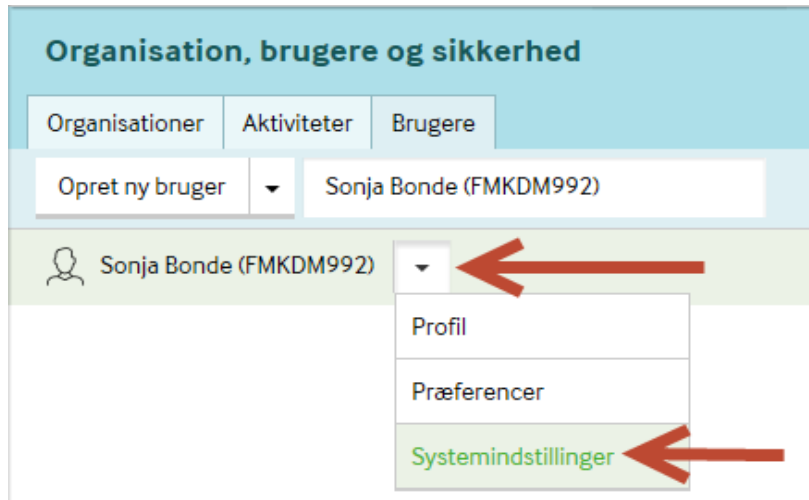 Organisation, brugere og sikkerhed
Organisationer Aktiviteter Brugere
Opret ny bruger Sonja Bonde (FMKDM992)
Sonja Bonde (FMKDM992)
Profil
Præferencer
Systemindstillinger